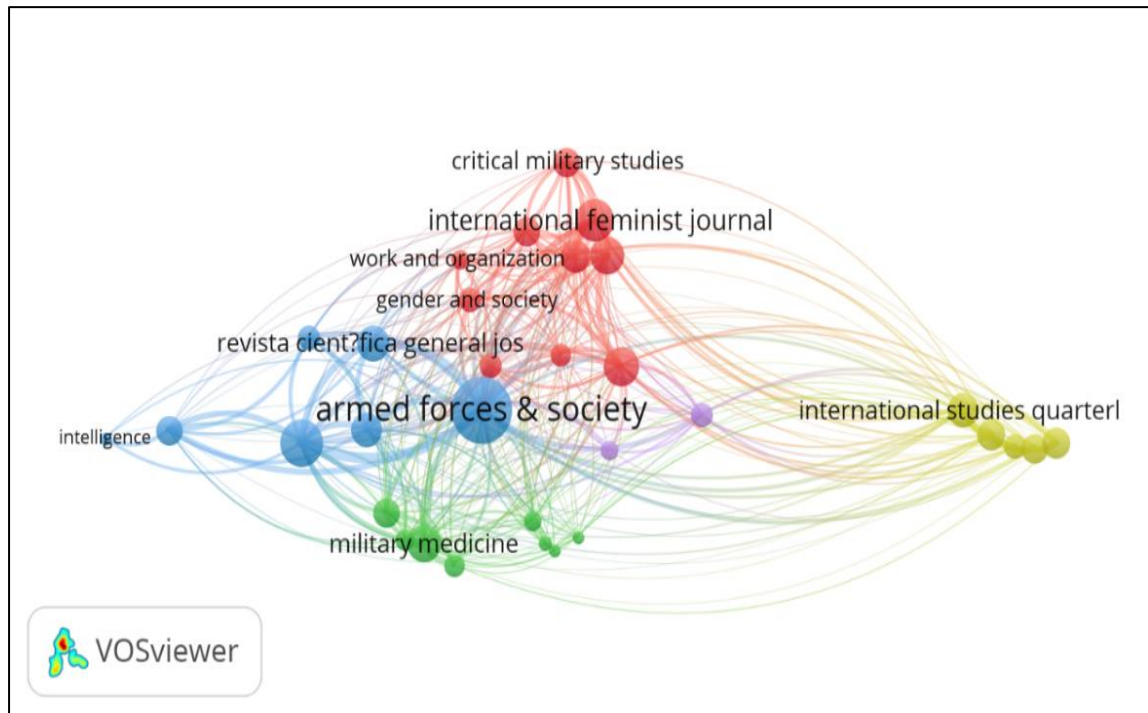 critical military studies
international feminist journal
work and organization
gender and society
revista cient?fica general jos
armed forces & society
international studies quarterl
intelligence
military medicine
VOSviewer